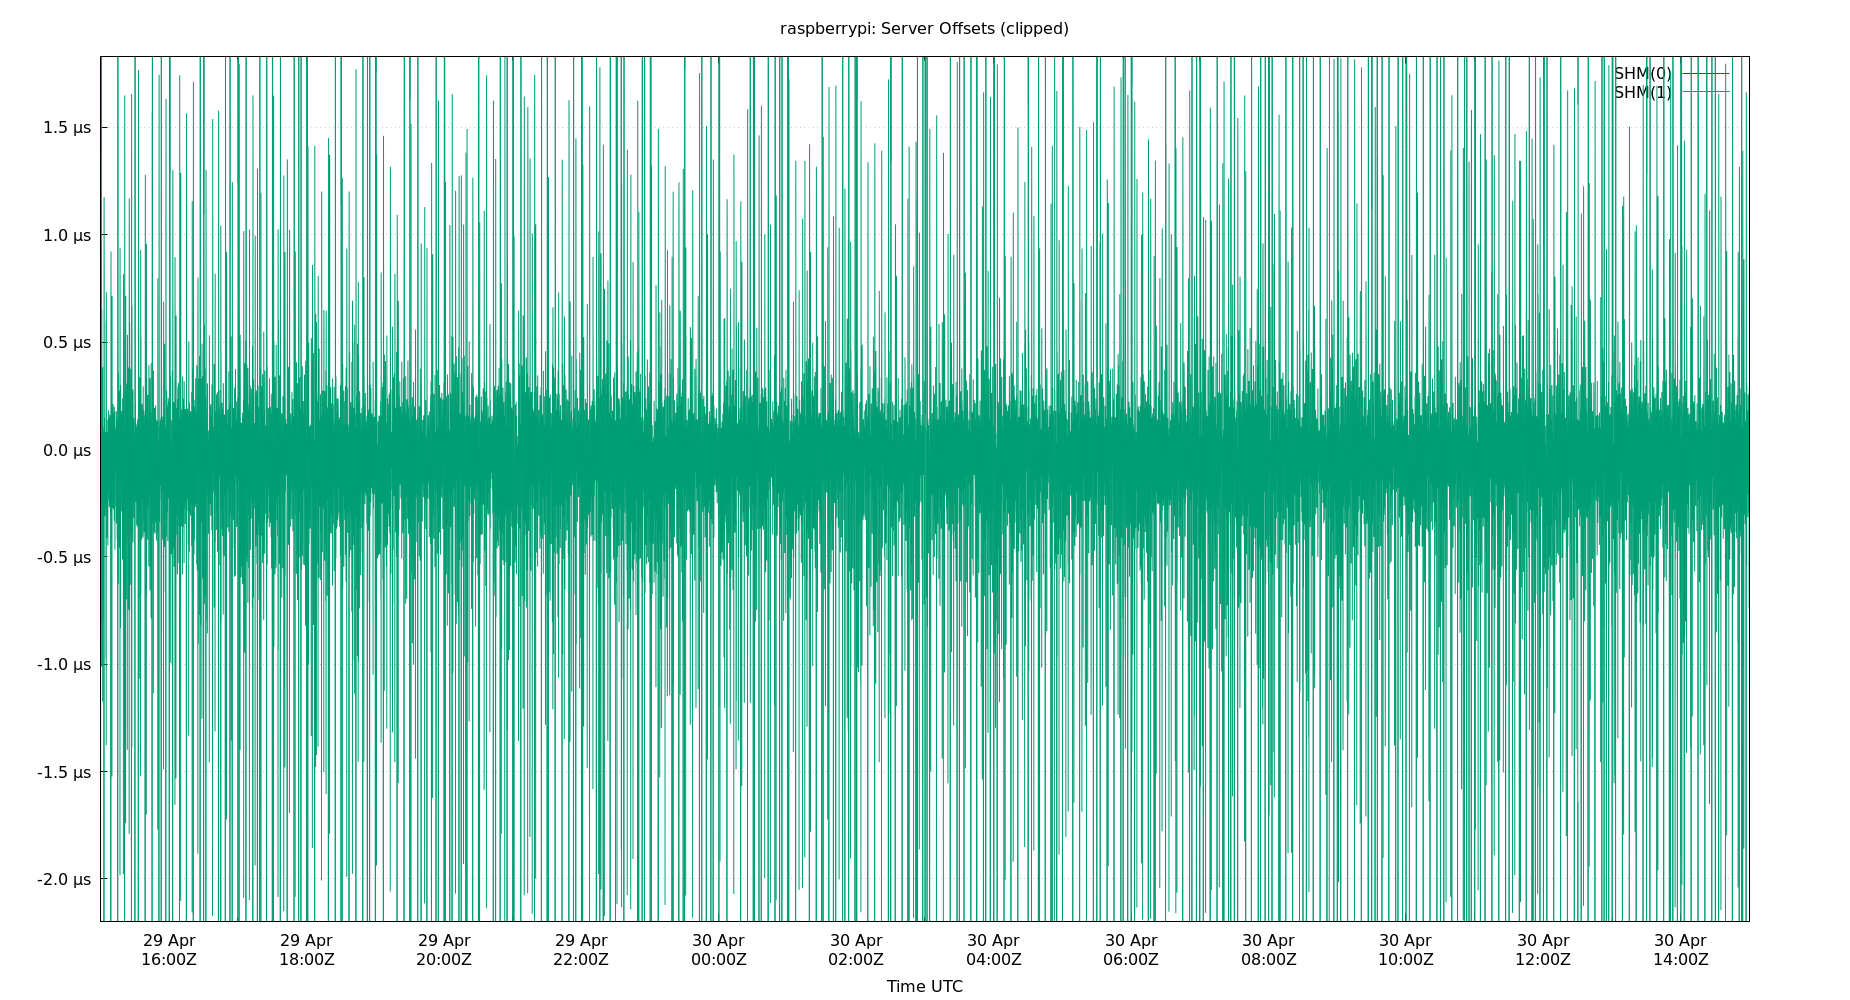 raspberrypi: Server Offsets (clipped)
SHM(0)
SHM(1)
1.5 µs
1.0 µs
0.5 µs
0.0 µs
-0.5 µs
-1.0 µs
-1.5 µs
-2.0 µs
29 Apr 29 Apr 29 Apr 29 Apr 30 Apr 30 Apr 30 Apr 30 Apr 30 Apr 30 Apr 30 Apr 30 Apr
16:00Z 18:00Z 20:00Z 22:00Z 00:00Z 02:00Z 04:00Z 06:00Z 08:00Z 10:00Z 12:00Z 14:00Z
Time UTC